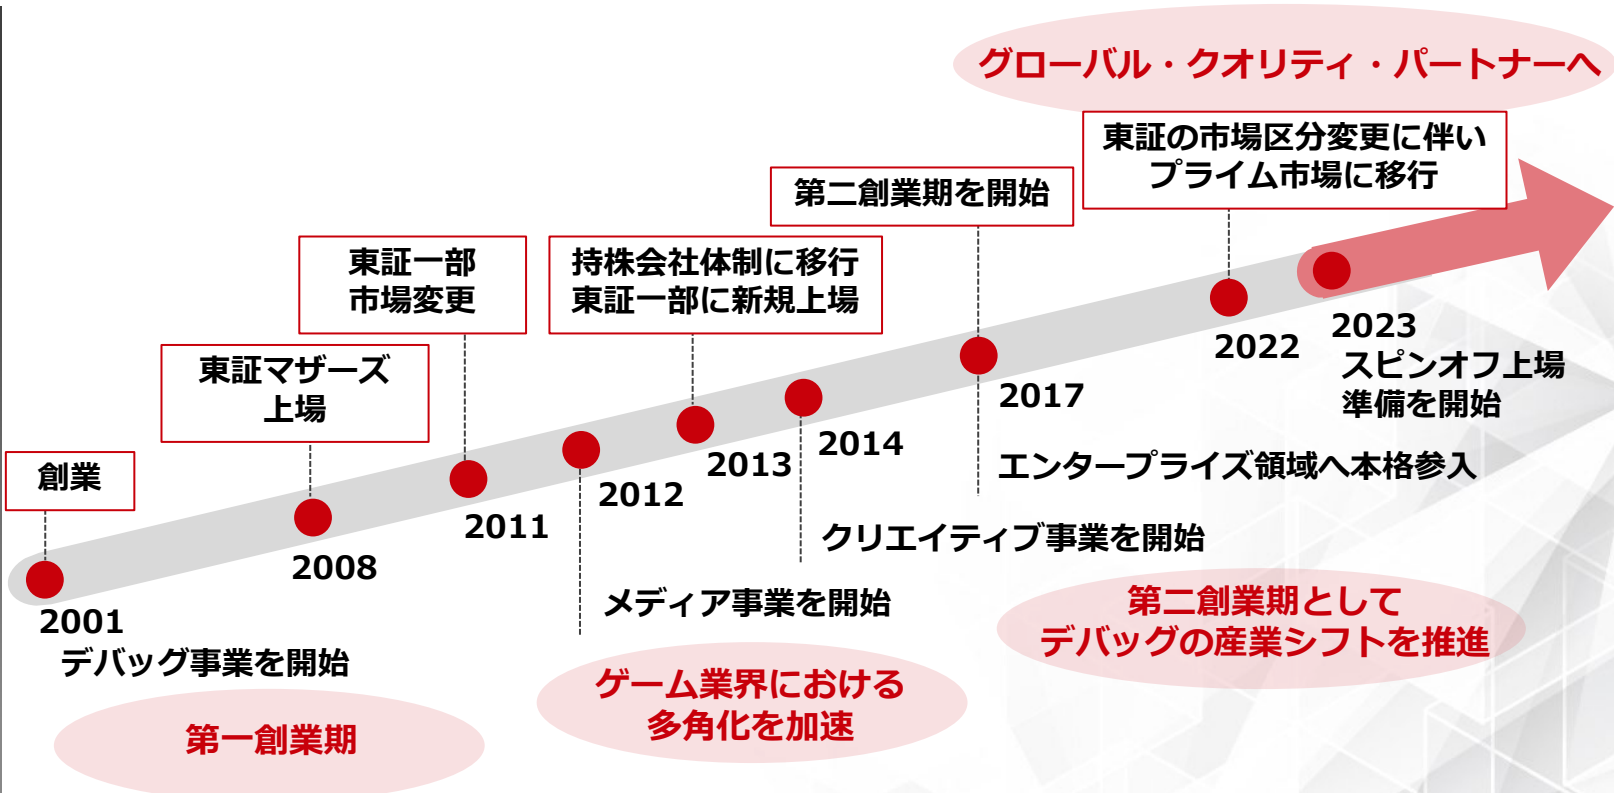 グローバル・クオリティ・パートナーへ
東証の市場区分変更に伴い
プライム市場に移行
第二創業期を開始
東証一部
市場変更
持株会社体制に移行
東証一部に新規上場
東証マザーズ
上場
創業
2001
デバッグ事業を開始
2008
2011
2012
メディア事業を開始
2013
2014
クリエイティブ事業を開始
2017
エンタープライズ領域へ本格参入
2022
2023
スピンオフ上場
準備を開始
第一創業期
ゲーム業界における
多角化を加速
第二創業期として
デバッグの産業シフトを推進